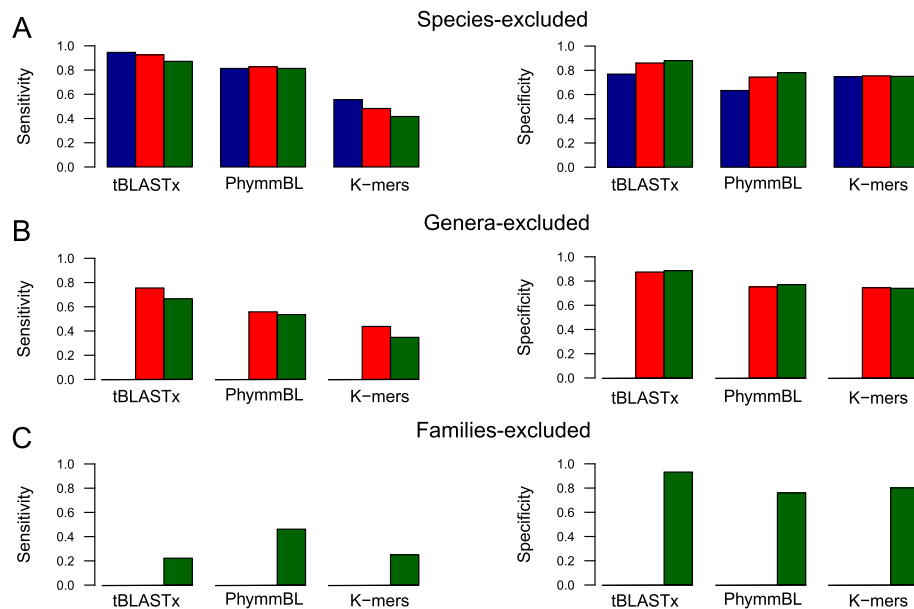 A
Species-excluded
Sensitivity
1.0
0.8
0.6
0.4
0.2
0.0
tBLASTx PhymmBL K−mers
Specificity
1.0
0.8
0.6
0.4
0.2
0.0
tBLASTx PhymmBL K−mers
B
Genera-excluded
Sensitivity
1.0
0.8
0.6
0.4
0.2
0.0
tBLASTx PhymmBL K−mers
Specificity
1.0
0.8
0.6
0.4
0.2
0.0
tBLASTx PhymmBL K−mers
C
Families-excluded
Sensitivity
1.0
0.8
0.6
0.4
0.2
0.0
tBLASTx PhymmBL K−mers
Specificity
1.0
0.8
0.6
0.4
0.2
0.0
tBLASTx PhymmBL K−mers